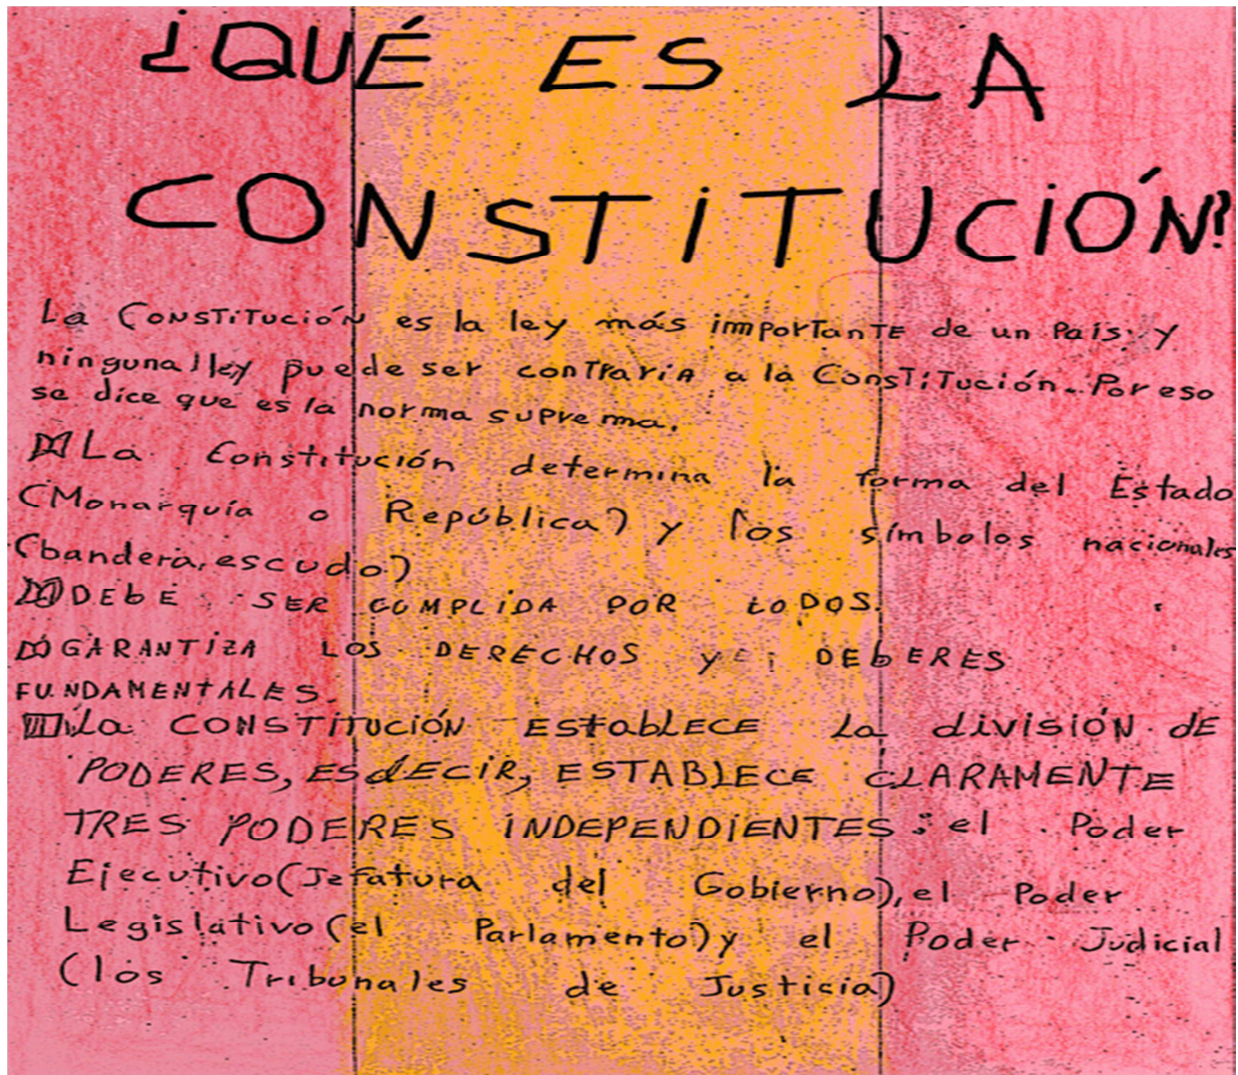 ¿QUÉ ES LA
CONSTITUCIÓN?
La CONSTITUCIÓN es la ley más importante de un País y
ninguna ley puede ser contraria a la Constitución. Por eso
se dice que es la norma suprema.
La Constitución determina la forma del Estado
(Monarquía o República) y los símbolos nacionales
(bandera, escudo)
DEbE SER CUMPLIDA POR tODOS.
GARANTIZA LOS DERECHOS y DEbERES
FUNDAMENTALES.
La CONSTITUCIÓN EStabLECE La diVISIÓN dE
PODERES, ES dECIR, ESTABLECE CLARAMENTE
TRES PODERES INDEPENDIENTES: el Poder
Ejecutivo (Jefatura del Gobierno), el Poder
Legislativo (el Parlamento) y el Poder Judicial
(los Tribunales de Justicia)